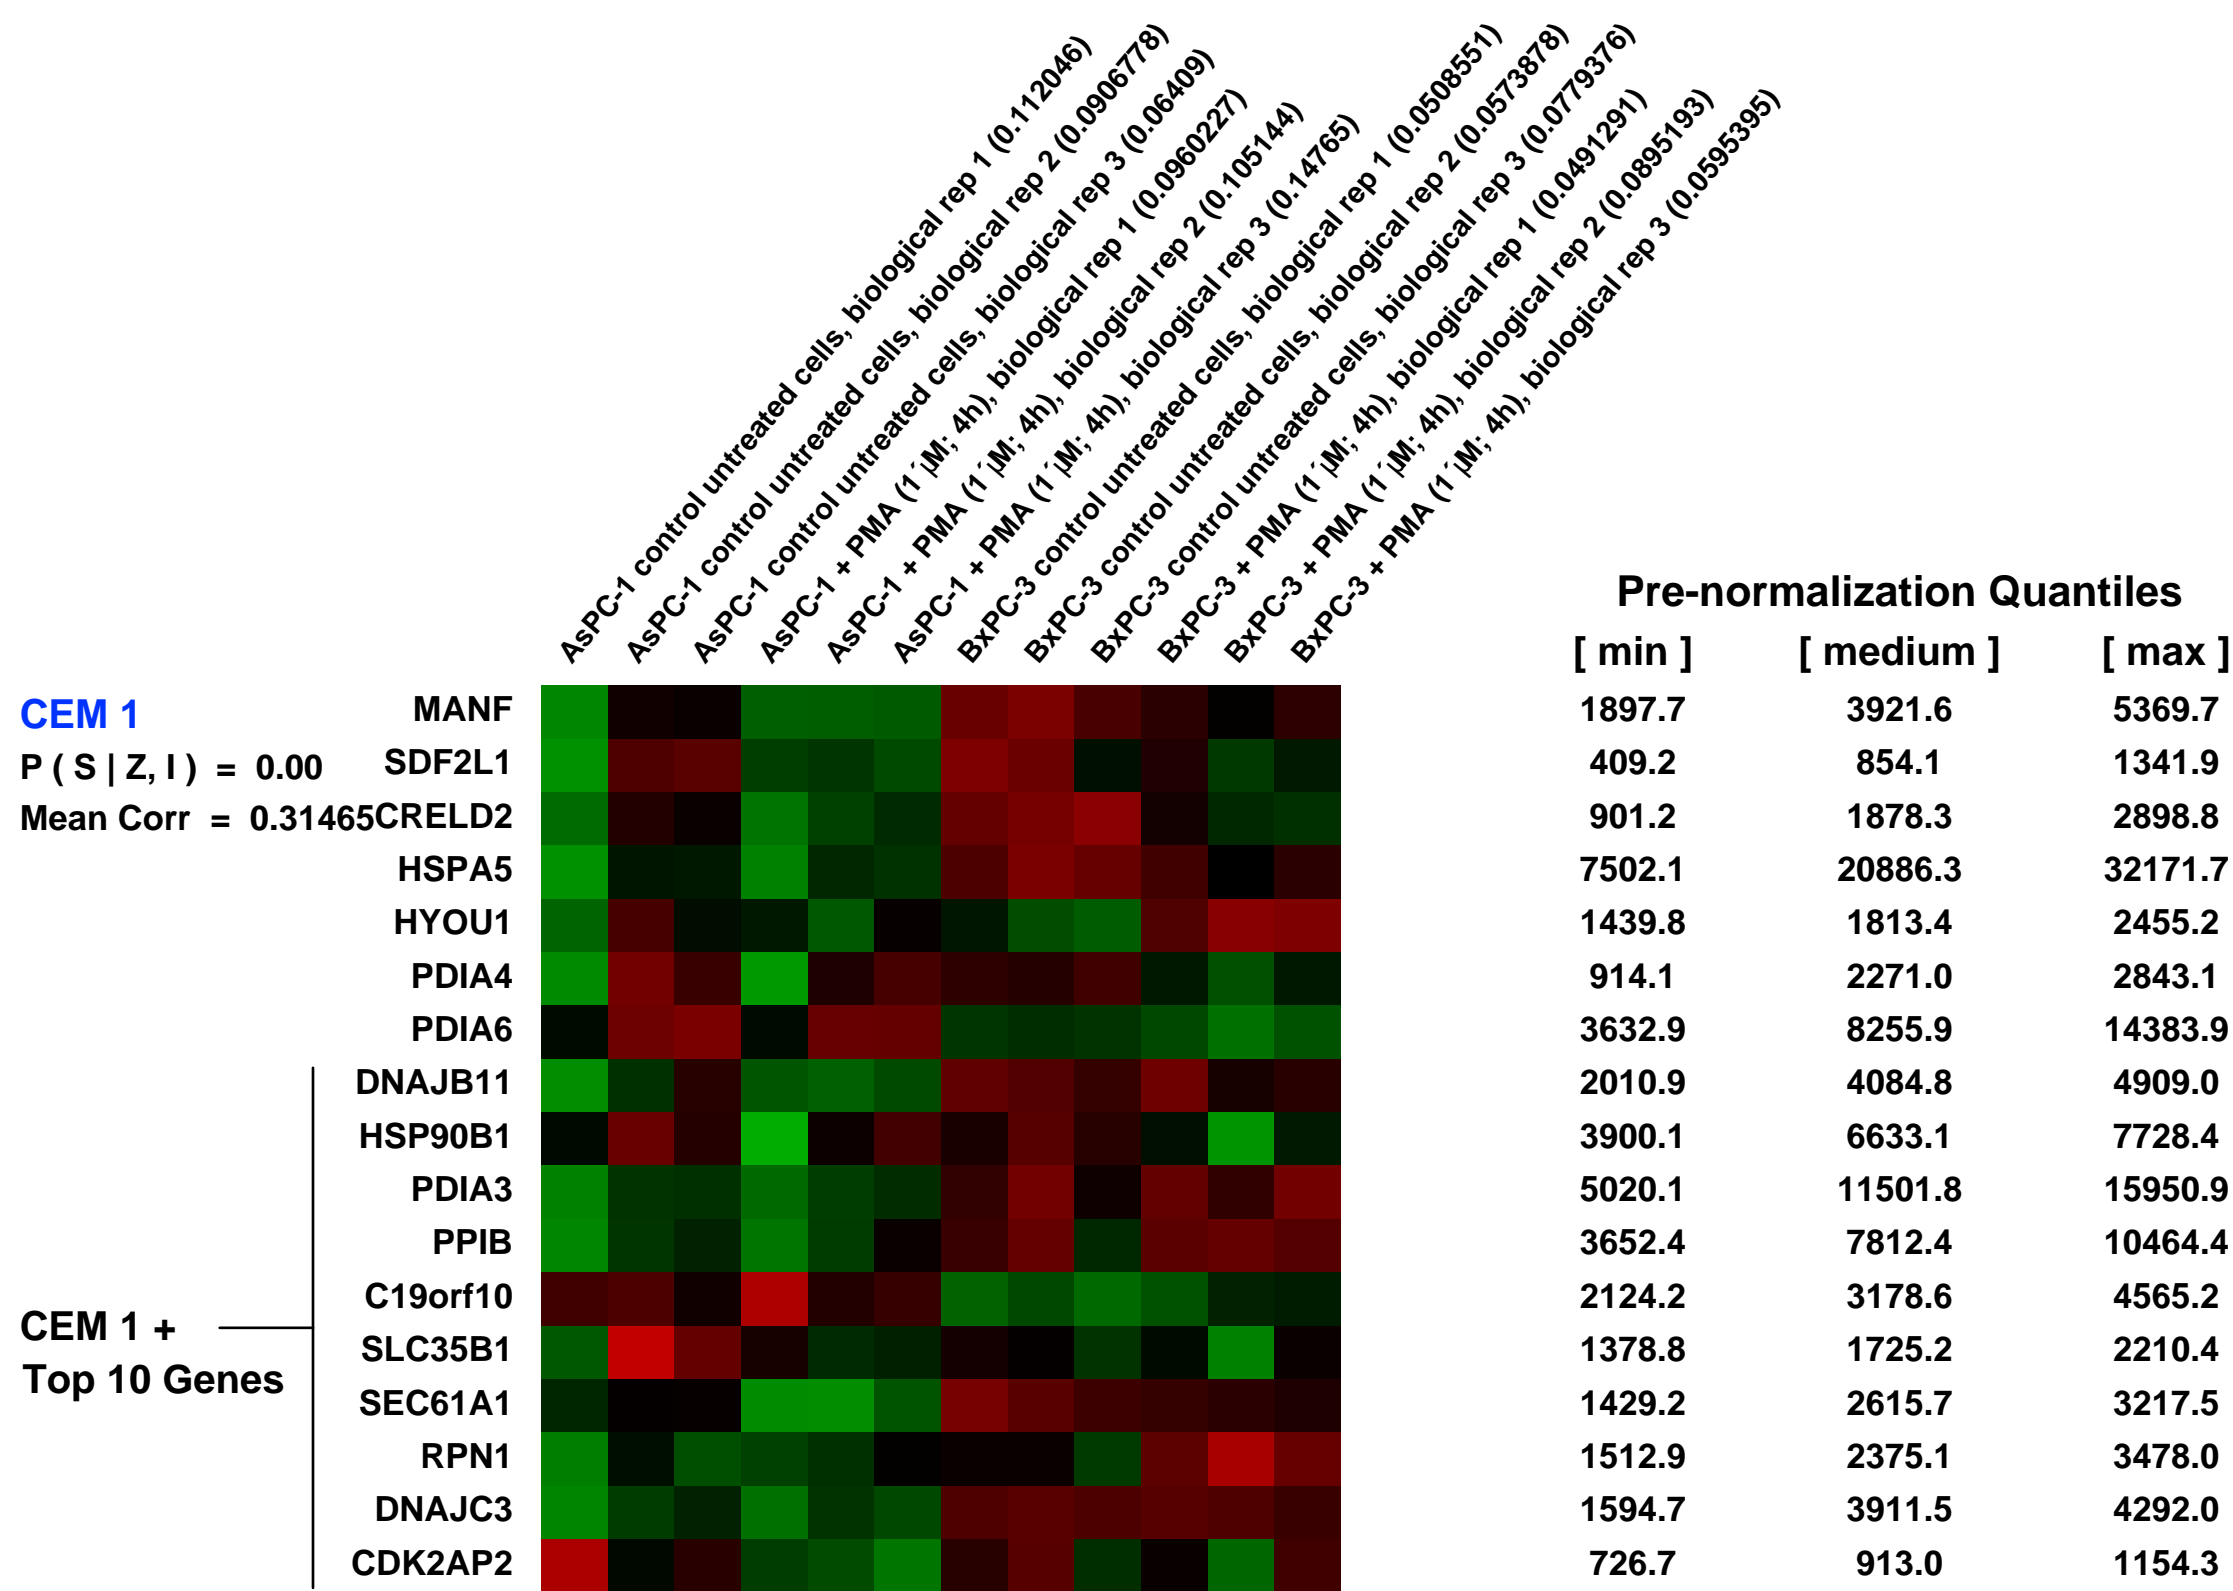 AsPC-1 control untreated cells, biological rep 1 (0.112046)
AsPC-1 control untreated cells, biological rep 2 (0.0906778)
AsPC-1 control untreated cells, biological rep 3 (0.06409)
AsPC-1 + PMA (1´µM; 4h), biological rep 1 (0.0960227)
AsPC-1 + PMA (1´µM; 4h), biological rep 2 (0.105144)
AsPC-1 + PMA (1´µM; 4h), biological rep 3 (0.14765)
BxPC-3 control untreated cells, biological rep 1 (0.0508551)
BxPC-3 control untreated cells, biological rep 2 (0.0573878)
BxPC-3 control untreated cells, biological rep 3 (0.0779376)
BxPC-3 + PMA (1´µM; 4h), biological rep 1 (0.0491291)
BxPC-3 + PMA (1´µM; 4h), biological rep 2 (0.0895193)
BxPC-3 + PMA (1´µM; 4h), biological rep 3 (0.0595395)
Pre-normalization Quantiles
[ min ] [ medium ] [ max ]
CEM 1 MANF 1897.7 3921.6 5369.7
P ( S | Z, I ) = 0.00 SDF2L1 409.2 854.1 1341.9
Mean Corr = 0.31465 CRELD2 901.2 1878.3 2898.8
HSPA5 7502.1 20886.3 32171.7
HYOU1 1439.8 1813.4 2455.2
PDIA4 914.1 2271.0 2843.1
PDIA6 3632.9 8255.9 14383.9
DNAJB11 2010.9 4084.8 4909.0
HSP90B1 3900.1 6633.1 7728.4
PDIA3 5020.1 11501.8 15950.9
PPIB 3652.4 7812.4 10464.4
C19orf10 2124.2 3178.6 4565.2
CEM 1 +
SLC35B1 1378.8 1725.2 2210.4
Top 10 Genes
SEC61A1 1429.2 2615.7 3217.5
RPN1 1512.9 2375.1 3478.0
DNAJC3 1594.7 3911.5 4292.0
CDK2AP2 726.7 913.0 1154.3